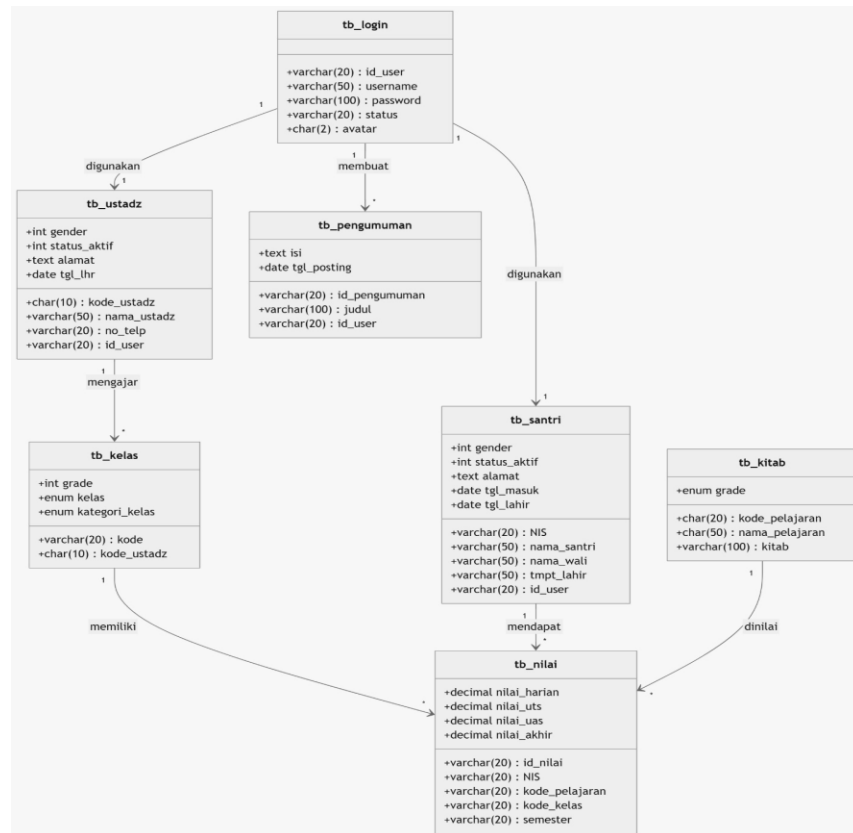 tb_login
+varchar(20) : id_user
+varchar(50) : username
+varchar(100) : password
+varchar(20) : status
+char(2) : avatar
1
1
1
digunakan
membuat
1
*
tb_ustadz
+int gender
+int status_aktif
+text alamat
+date tgl_lhr
+char(10) : kode_ustadz
+varchar(50) : nama_ustadz
+varchar(20) : no_telp
+varchar(20) : id_user
tb_pengumuman
+text isi
+date tgl_posting
+varchar(20) : id_pengumuman
+varchar(100) : judul
+varchar(20) : id_user
digunakan
1
mengajar
*
1
tb_kelas
+int grade
+enum kelas
+enum kategori_kelas
+varchar(20) : kode
+char(10) : kode_ustadz
tb_santri
+int gender
+int status_aktif
+text alamat
+date tgl_masuk
+date tgl_lahir
+varchar(20) : NIS
+varchar(50) : nama_santri
+varchar(50) : nama_wali
+varchar(50) : tmpt_lahir
+varchar(20) : id_user
tb_kitab
+enum grade
+char(20) : kode_pelajaran
+char(50) : nama_pelajaran
+varchar(100) : kitab
1
1
1
memiliki
mendapat
dinilai
*
*
*
tb_nilai
+decimal nilai_harian
+decimal nilai_uts
+decimal nilai_uas
+decimal nilai_akhir
+varchar(20) : id_nilai
+varchar(20) : NIS
+varchar(20) : kode_pelajaran
+varchar(20) : kode_kelas
+varchar(20) : semester